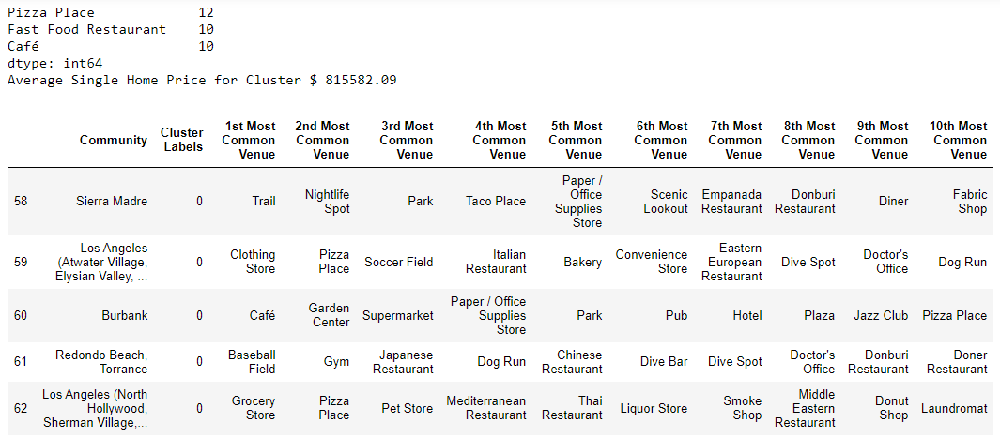 Pizza Place 12
Fast Food Restaurant 10
Café 10
dtype: int64
Average Single Home Price for Cluster $ 815582.09
Community Cluster Labels 1st Most Common Venue 2nd Most Common Venue 3rd Most Common Venue 4th Most Common Venue 5th Most Common Venue 6th Most Common Venue 7th Most Common Venue 8th Most Common Venue 9th Most Common Venue 10th Most Common Venue
58 Sierra Madre 0 Trail Nightlife Spot Park Taco Place Paper / Office Supplies Store Scenic Lookout Empanada Restaurant Donburi Restaurant Diner Fabric Shop
59 Los Angeles (Atwater Village, Elysian Valley, ... 0 Clothing Store Pizza Place Soccer Field Italian Restaurant Bakery Convenience Store Eastern European Restaurant Dive Spot Doctor's Office Dog Run
60 Burbank 0 Café Garden Center Supermarket Paper / Office Supplies Store Park Pub Hotel Plaza Jazz Club Pizza Place
61 Redondo Beach, Torrance 0 Baseball Field Gym Japanese Restaurant Dog Run Chinese Restaurant Dive Bar Dive Spot Doctor's Office Donburi Restaurant Doner Restaurant
62 Los Angeles (North Hollywood, Sherman Village,... 0 Grocery Store Pizza Place Pet Store Mediterranean Restaurant Thai Restaurant Liquor Store Smoke Shop Middle Eastern Restaurant Donut Shop Laundromat